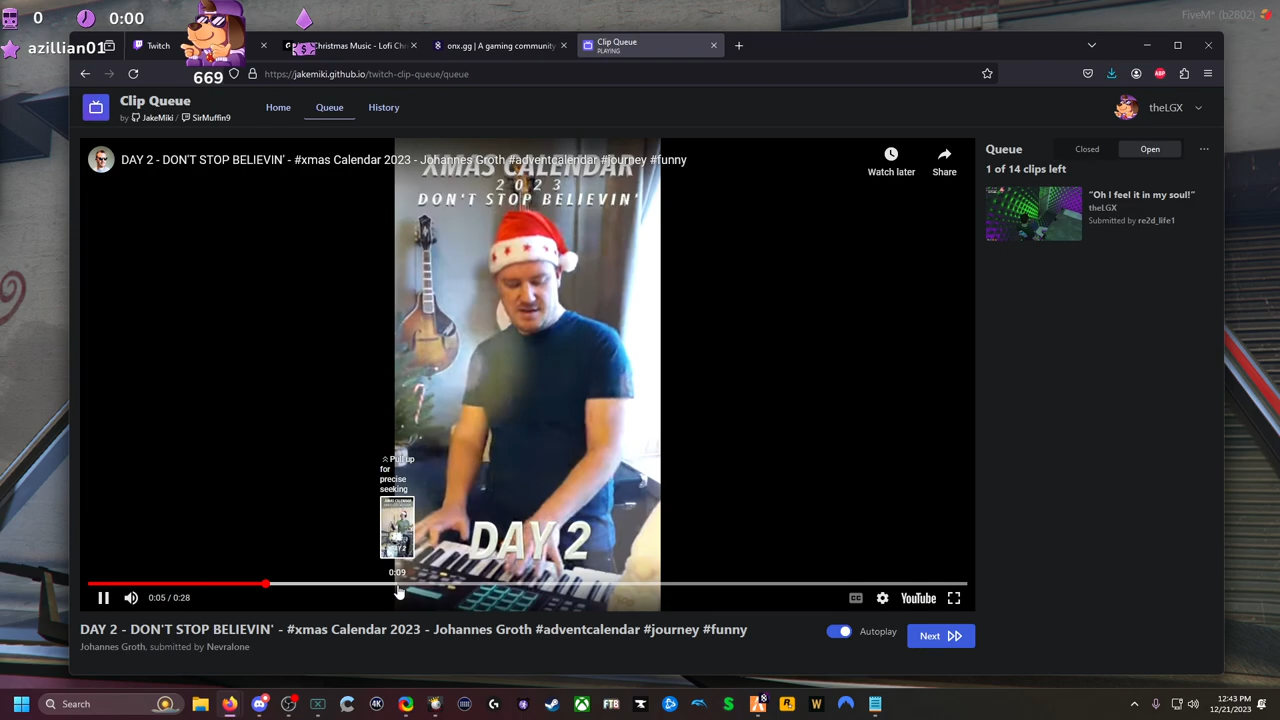 0
0:00
FiveM* (b2802)
azillian01
669
Twitch
Christmas Music - Lofi Chr
onx.gg | A gaming community
Clip Queue
PLAYING
https://jakemiki.github.io/twitch-clip-queue/queue
ABP
Clip Queue
by JakeMiki / SirMuffin9
Home
Queue
History
theLGX
DAY 2 - DON'T STOP BELIEVIN' - #xmas Calendar 2023 - Johannes Groth #adventcalendar #journey #funny
Watch later
Share
XMAS CALENDAR
2023
DON'T STOP BELIEVIN'
DAY 2
Pull up
for
precise
seeking
0:09
0:05 / 0:28
CC
YouTube
Queue
Closed
Open
1 of 14 clips left
"Oh I feel it in my soul!"
theLGX
Submitted by re2d_life1
DAY 2 - DON'T STOP BELIEVIN' - #xmas Calendar 2023 - Johannes Groth #adventcalendar #journey #funny
Johannes Groth, submitted by Nevralone
Autoplay
Next
Search
4K
FTB
12:43 PM
12/21/2023